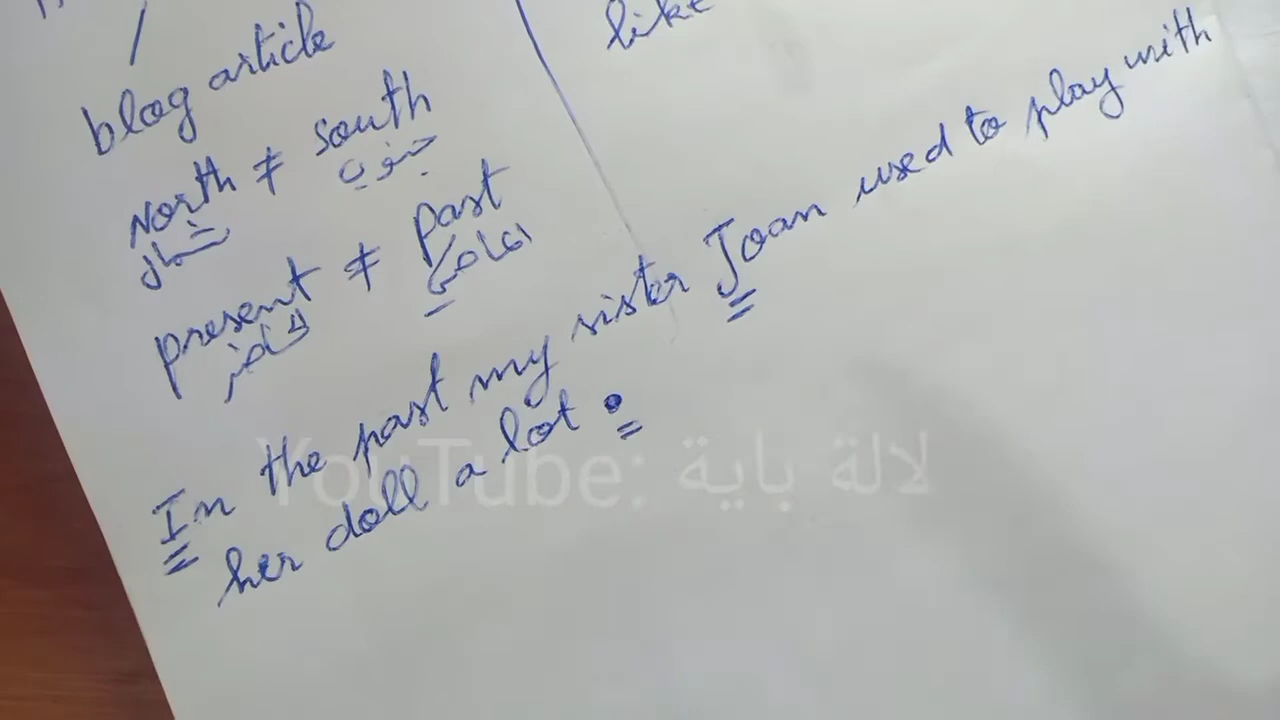 like
blog article
North ≠ south
شمال
جنوب
present ≠ past
الحاضر
الماضي
In the past my sister Joan used to play with
her doll a lot .
YouTube: لالة باية